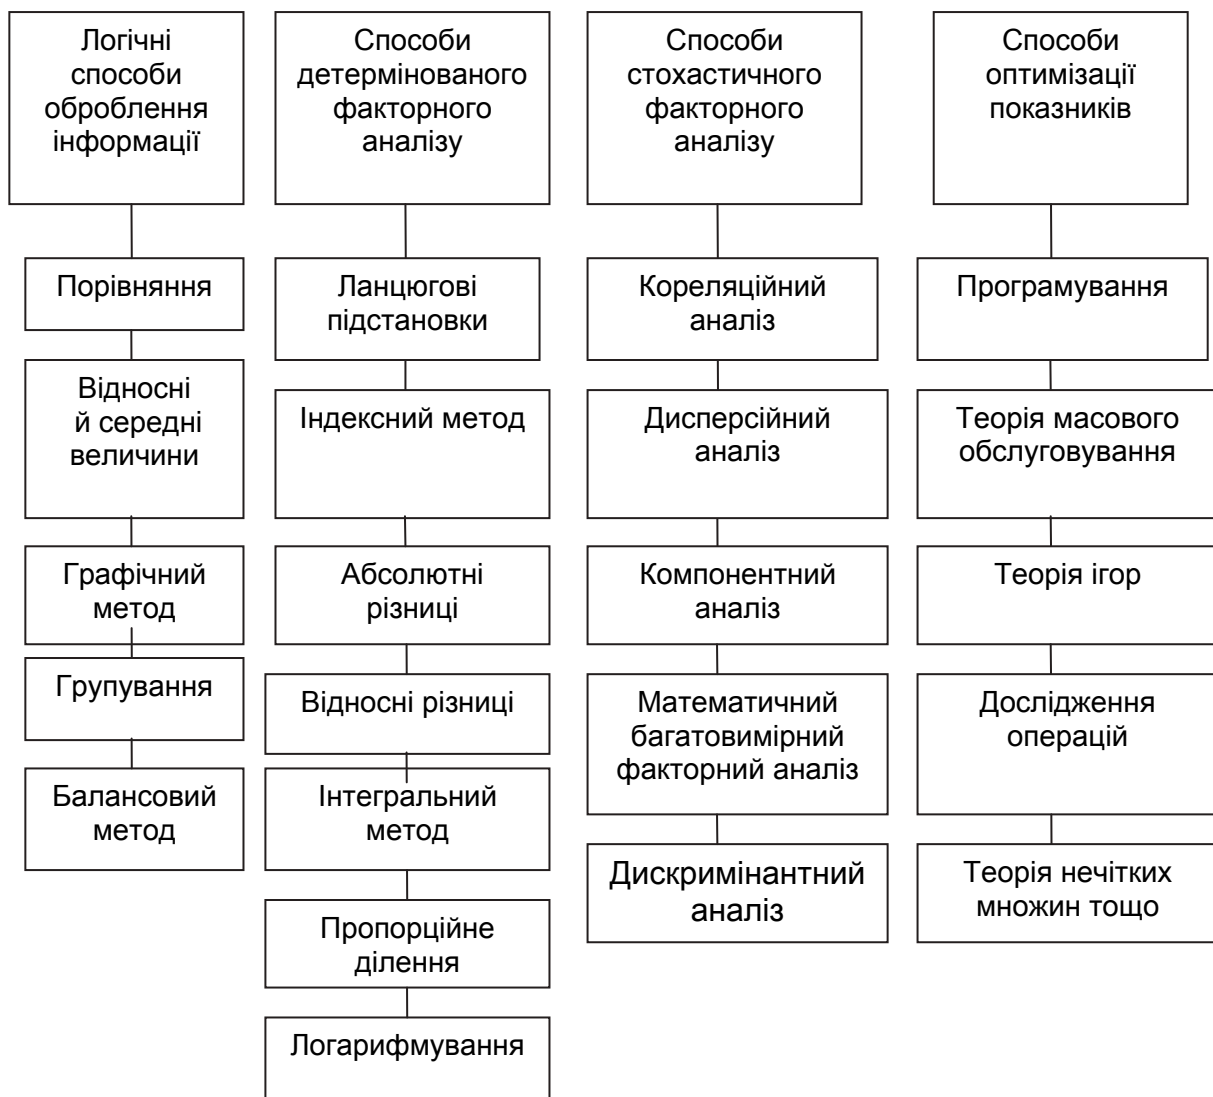 Логічні
способи
оброблення
інформації
Порівняння
Відносні
й середні
величини
Графічний
метод
Групування
Балансовий
метод
Способи
детермінованого
факторного
аналізу
Ланцюгові
підстановки
Індексний метод
Абсолютні
різниці
Відносні різниці
Інтегральний
метод
Пропорційне
ділення
Логарифмування
Способи
стохастичного
факторного
аналізу
Кореляційний
аналіз
Дисперсійний
аналіз
Компонентний
аналіз
Математичний
багатовимірний
факторний аналіз
Дискримінантний
аналіз
Способи
оптимізації
показників
Програмування
Теорія масового
обслуговування
Теорія ігор
Дослідження
операцій
Теорія нечітких
множин тощо